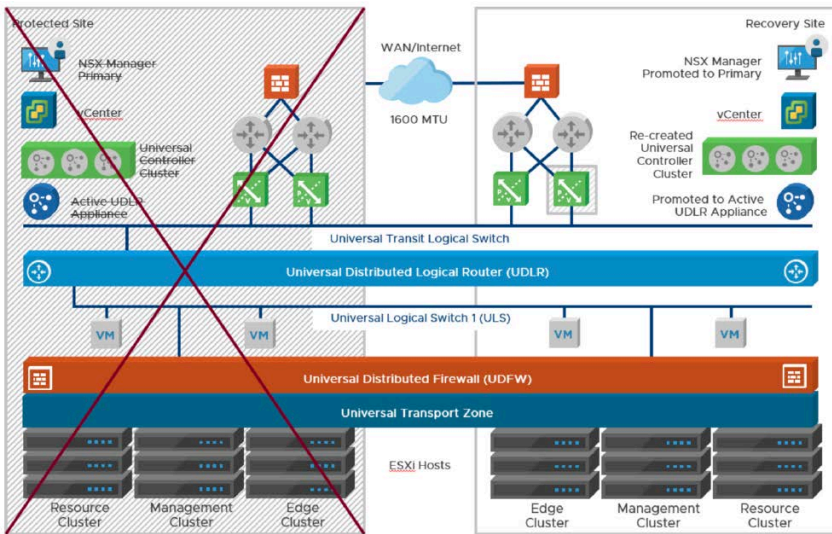 Protected Site
NSX Manager
Primary
vCenter
Universal
Controller
Cluster
Active UDLR
Appliance
WAN/Internet
1600 MTU
Recovery Site
NSX Manager
Promoted to Primary
vCenter
Re-created
Universal
Controller
Cluster
Promoted to Active
UDLR Appliance
Universal Transit Logical Switch
Universal Distributed Logical Router (UDLR)
Universal Logical Switch 1 (ULS)
VM
VM
VM
VM
Universal Distributed Firewall (UDFW)
Universal Transport Zone
ESXi Hosts
Resource
Cluster
Management
Cluster
Edge
Cluster
Edge
Cluster
Management
Cluster
Resource
Cluster